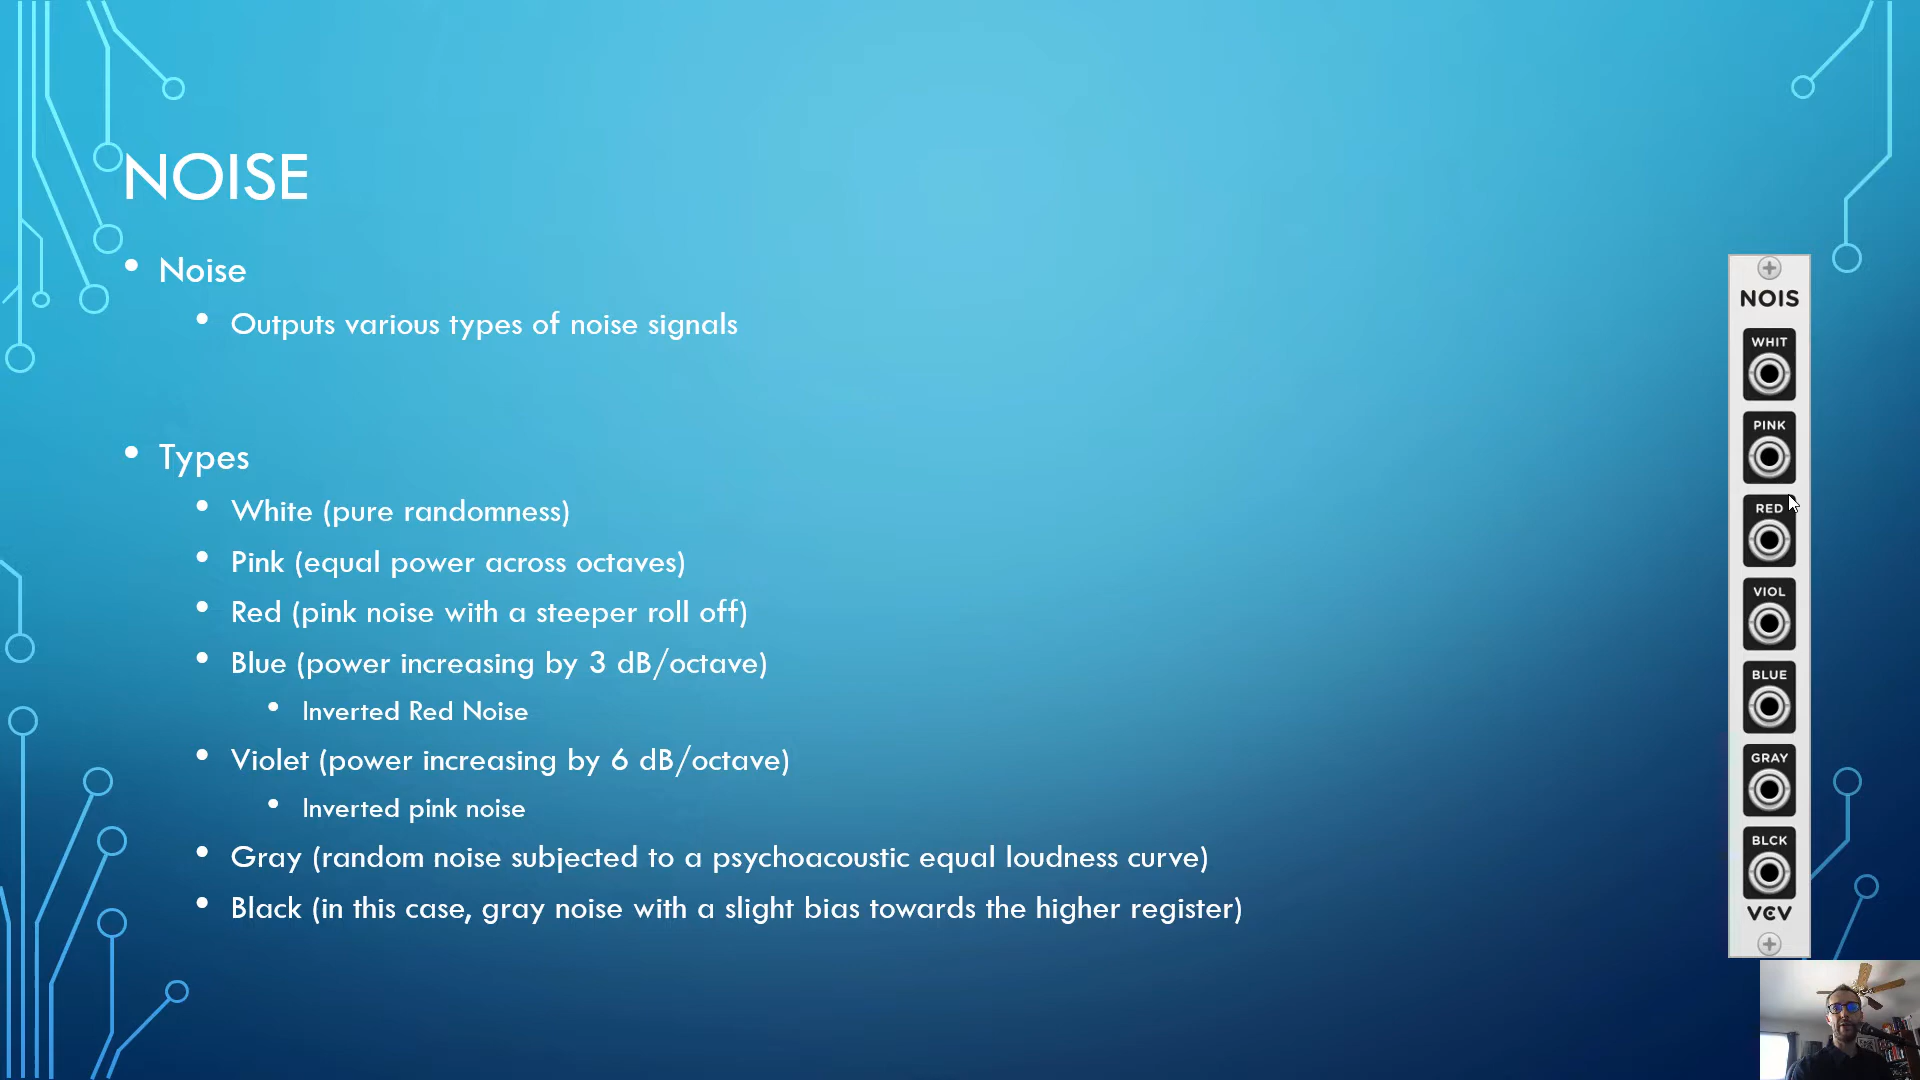 NOISE
Noise
Outputs various types of noise signals
Types
White (pure randomness)
Pink (equal power across octaves)
Red (pink noise with a steeper roll off)
Blue (power increasing by 3 dB/octave)
Inverted Red Noise
Violet (power increasing by 6 dB/octave)
Inverted pink noise
Gray (random noise subjected to a psychoacoustic equal loudness curve)
Black (in this case, gray noise with a slight bias towards the higher register)
NOIS
WHIT
PINK
RED
VIOL
BLUE
GRAY
BLCK
VCV